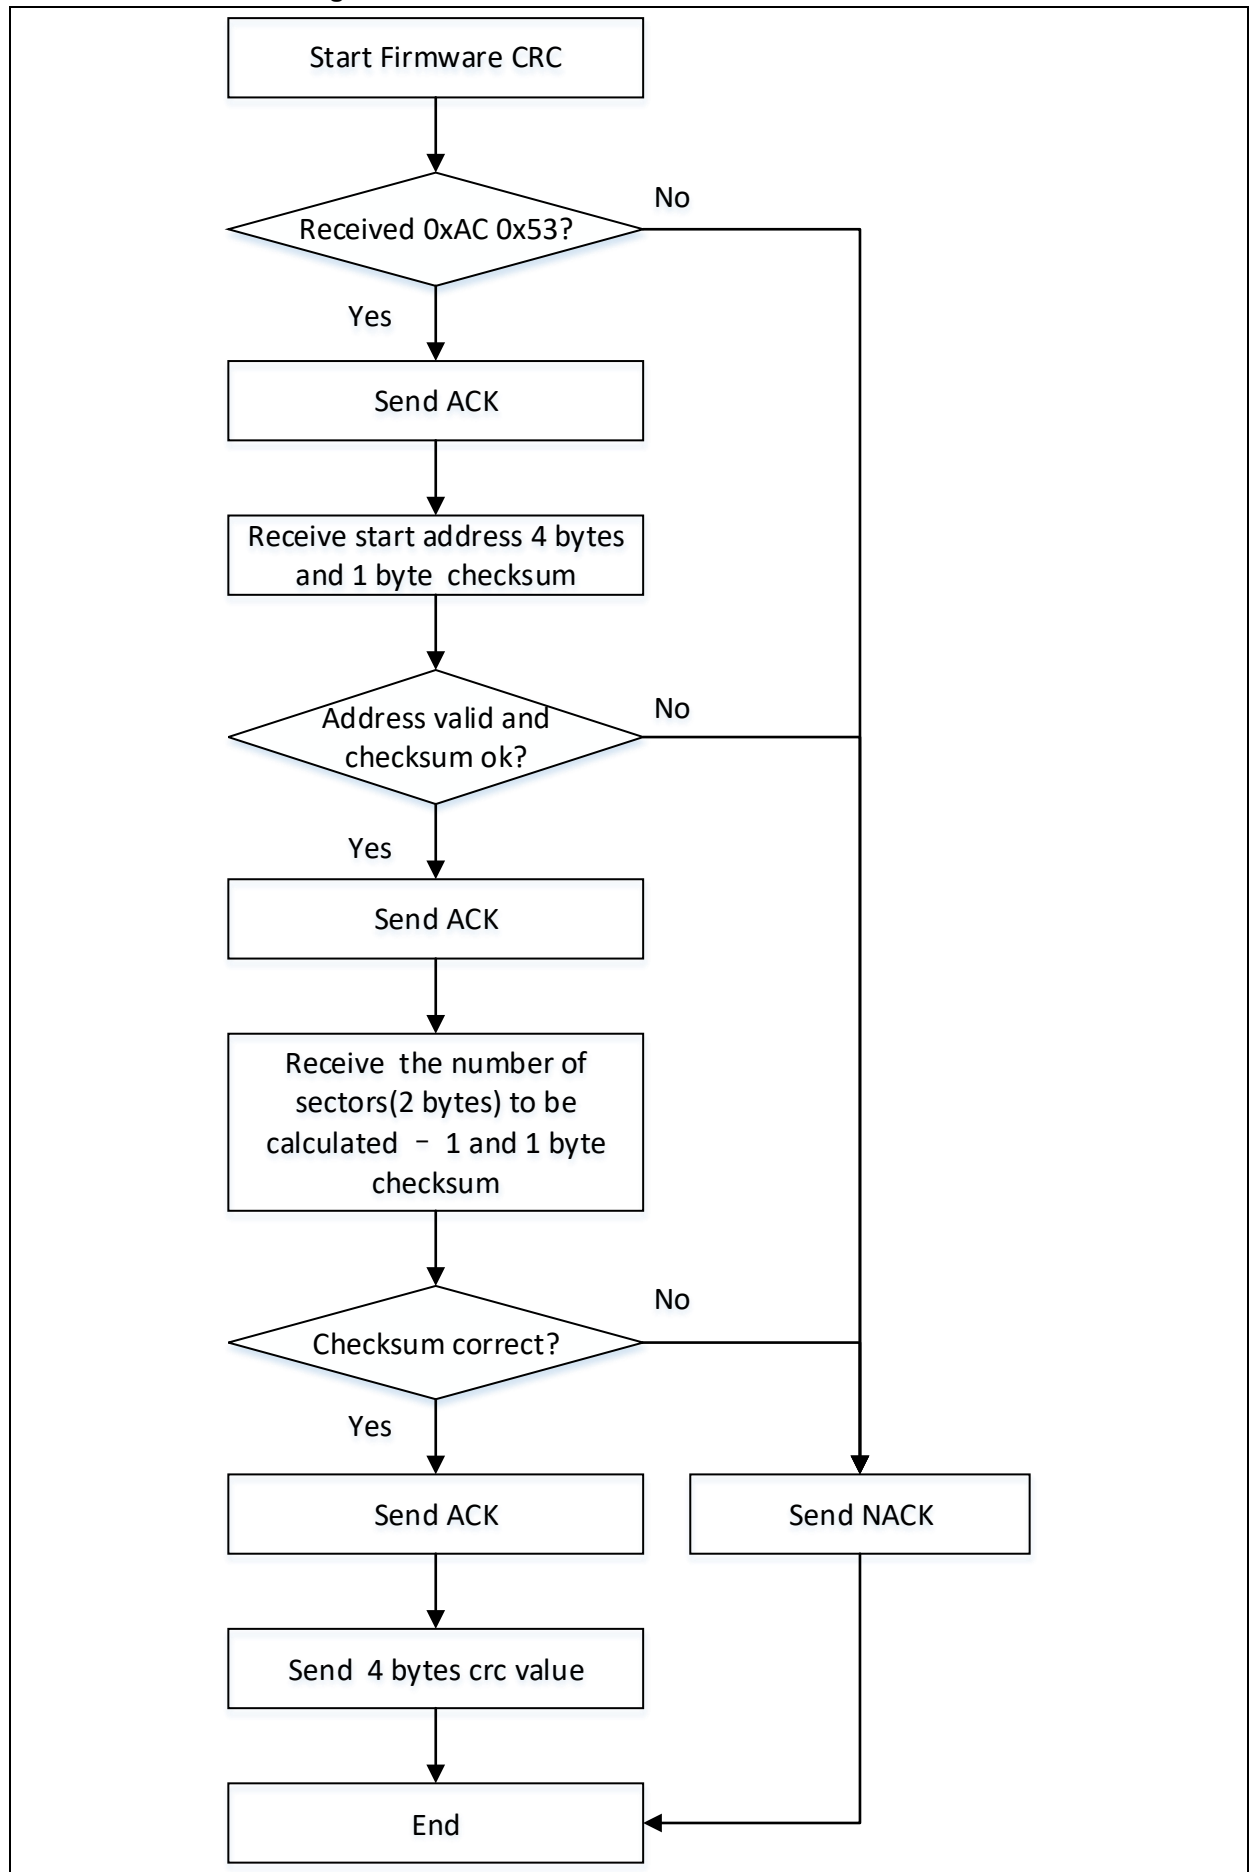 Start Firmware CRC
Received 0xAC 0x53?
No
Yes
Send ACK
Receive start address 4 bytes
and 1 byte  checksum
Address valid and
checksum ok?
No
Yes
Send ACK
Receive  the number of
sectors(2 bytes) to be
calculated － 1 and 1 byte
checksum
Checksum correct?
No
Yes
Send ACK
Send NACK
Send  4 bytes crc value
End